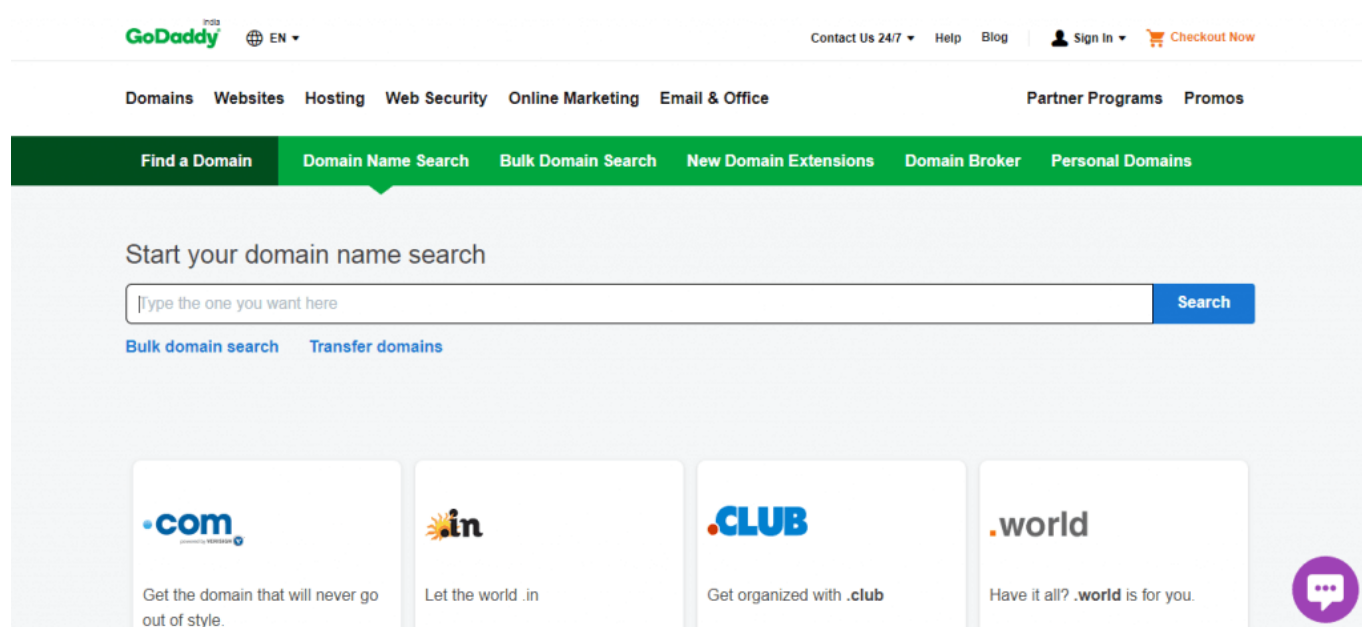 India
GoDaddy EN Contact Us 24/7 Help Blog Sign In Checkout Now
Domains Websites Hosting Web Security Online Marketing Email & Office Partner Programs Promos
Find a Domain Domain Name Search Bulk Domain Search New Domain Extensions Domain Broker Personal Domains
Start your domain name search
Type the one you want here Search
Bulk domain search Transfer domains
.com .in .CLUB .world
powered by VERISIGN
Get the domain that will never go Let the world .in Get organized with .club Have it all? .world is for you.
out of style.